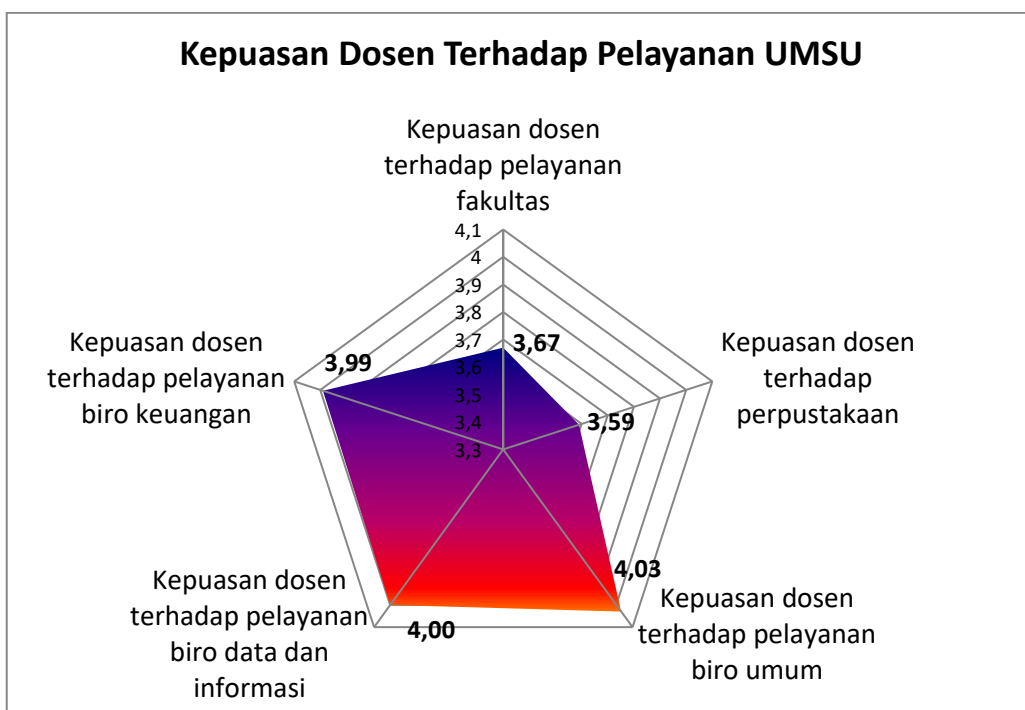 Kepuasan Dosen Terhadap Pelayanan UMSU
Kepuasan dosen
terhadap pelayanan
fakultas
4,1
4
3,9
3,8
3,7
3,6
3,5
3,4
3,3
3,67
Kepuasan dosen
terhadap
perpustakaan
3,59
4,03
Kepuasan dosen
terhadap pelayanan
biro umum
4,00
Kepuasan dosen
terhadap pelayanan
biro data dan
informasi
3,99
Kepuasan dosen
terhadap pelayanan
biro keuangan